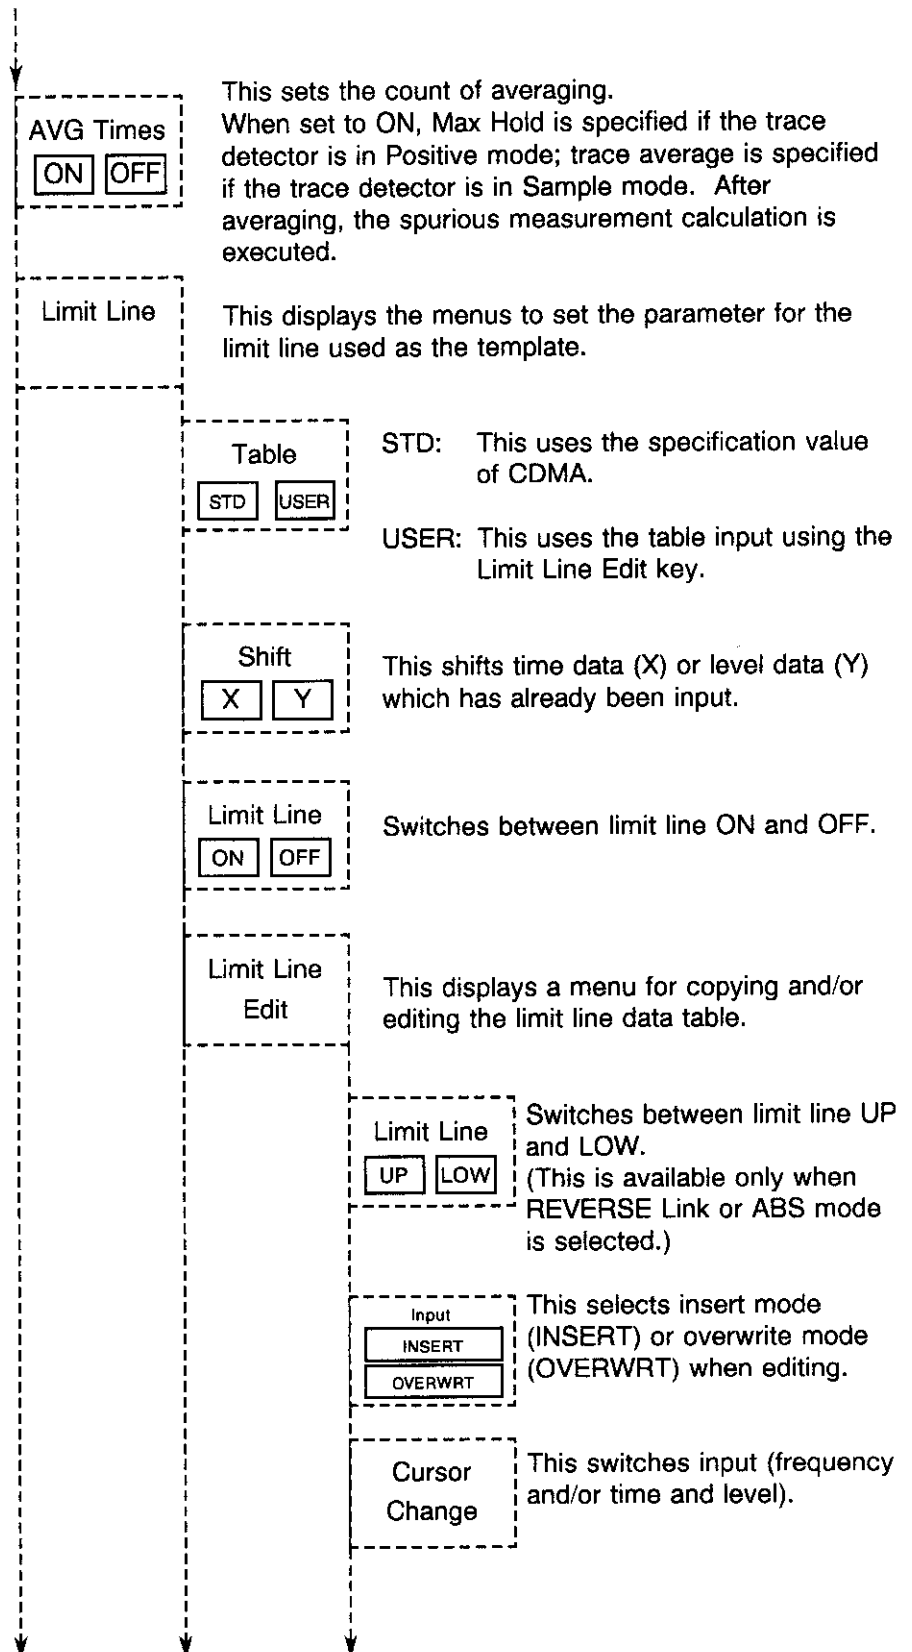 AVG Times
ON OFF
This sets the count of averaging.
When set to ON, Max Hold is specified if the trace
detector is in Positive mode; trace average is specified
if the trace detector is in Sample mode. After
averaging, the spurious measurement calculation is
executed.
Limit Line
This displays the menus to set the parameter for the
limit line used as the template.
Table
STD USER
STD: This uses the specification value
of CDMA.
USER: This uses the table input using the
Limit Line Edit key.
Shift
X Y
This shifts time data (X) or level data (Y)
which has already been input.
Limit Line
ON OFF
Switches between limit line ON and OFF.
Limit Line
Edit
This displays a menu for copying and/or
editing the limit line data table.
Limit Line
UP LOW
Switches between limit line UP
and LOW.
(This is available only when
REVERSE Link or ABS mode
is selected.)
Input
INSERT
OVERWRT
This selects insert mode
(INSERT) or overwrite mode
(OVERWRT) when editing.
Cursor
Change
This switches input (frequency
and/or time and level).